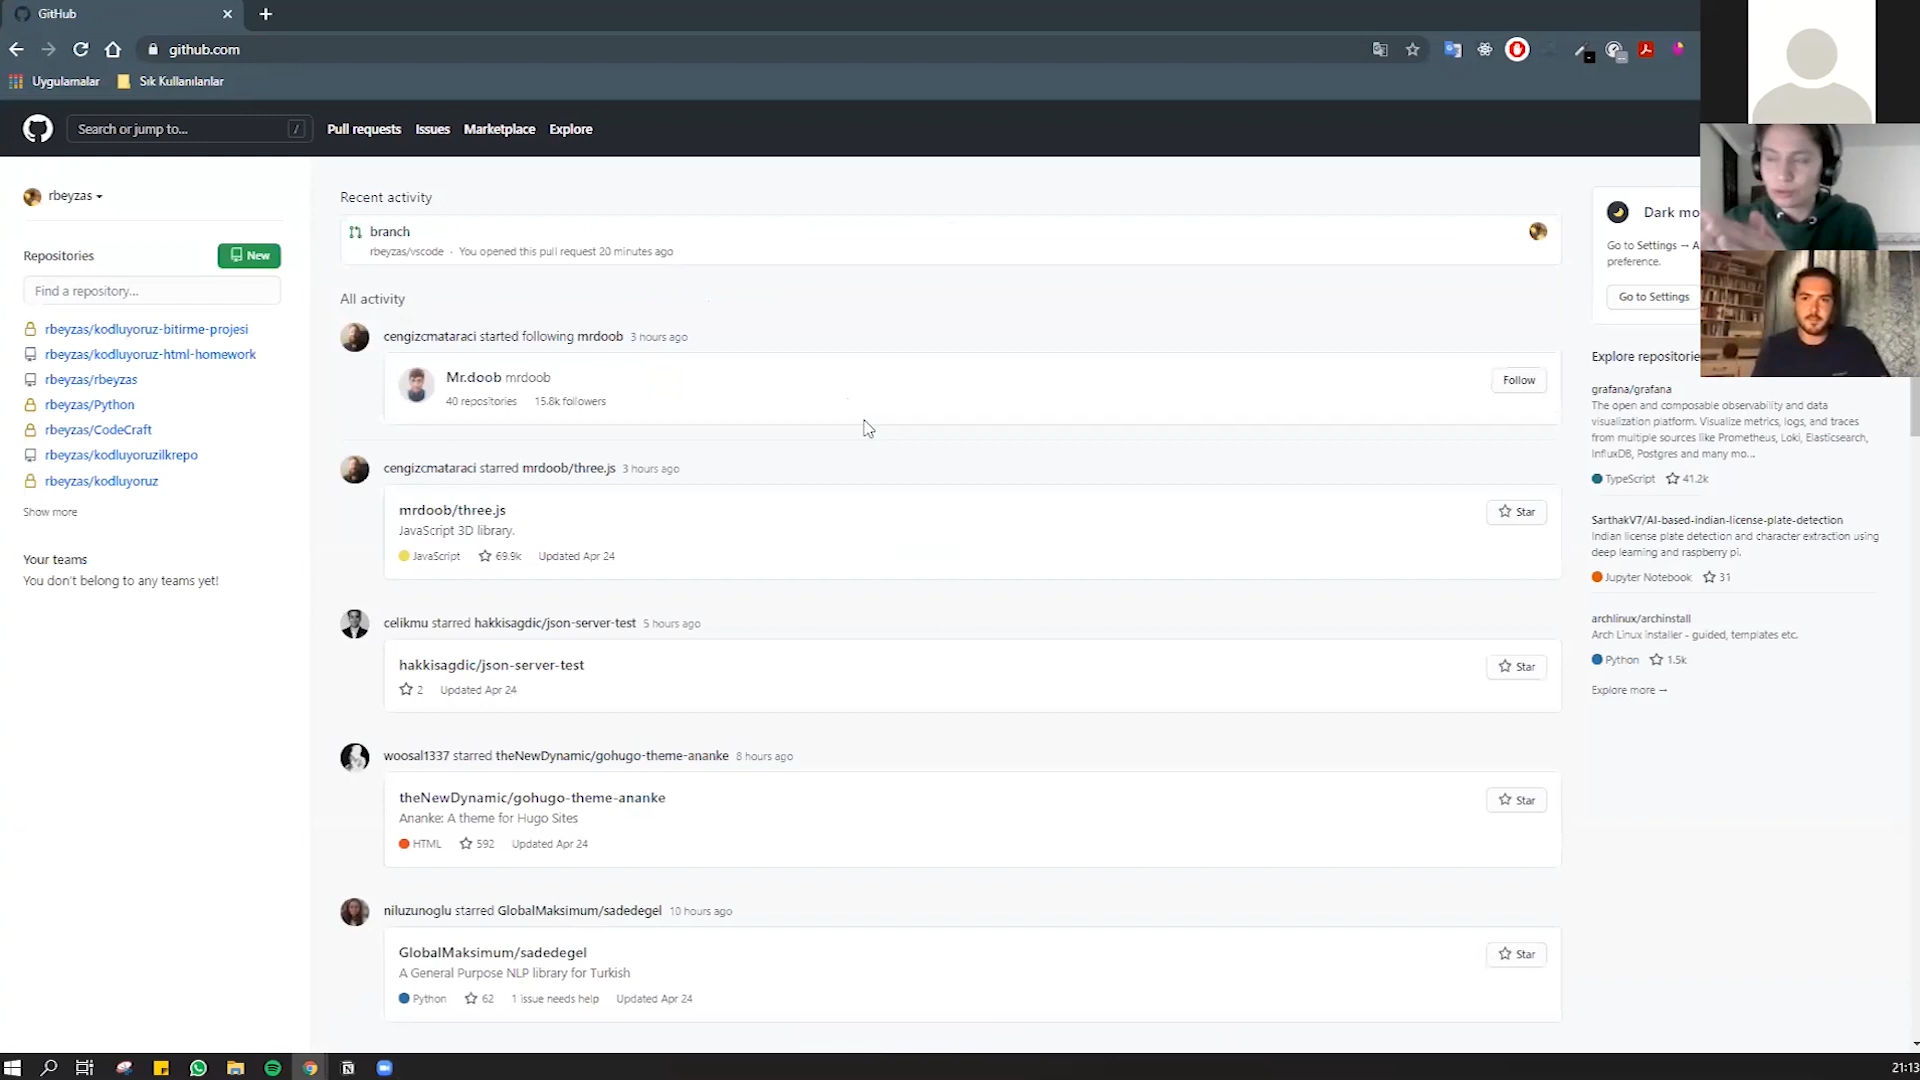 GitHub
github.com
Uygulamalar
Sık Kullanılanlar
Search or jump to...
/
Pull requests
Issues
Marketplace
Explore
rbeyzas
Repositories
New
Find a repository...
rbeyzas/kodluyoruz-bitirme-projesi
rbeyzas/kodluyoruz-html-homework
rbeyzas/rbeyzas
rbeyzas/Python
rbeyzas/CodeCraft
rbeyzas/kodluyoruzilkrepo
rbeyzas/kodluyoruz
Show more
Your teams
You don't belong to any teams yet!
Recent activity
branch
rbeyzas/vscode · You opened this pull request 20 minutes ago
All activity
cengizcmataraci started following mrdoob 3 hours ago
Mr.doob mrdoob
40 repositories 15.8k followers
Follow
cengizcmataraci starred mrdoob/three.js 3 hours ago
mrdoob/three.js
JavaScript 3D library.
JavaScript 69.9k Updated Apr 24
Star
celikmu starred hakkisagdic/json-server-test 5 hours ago
hakkisagdic/json-server-test
2 Updated Apr 24
Star
woosal1337 starred theNewDynamic/gohugo-theme-ananke 8 hours ago
theNewDynamic/gohugo-theme-ananke
Ananke: A theme for Hugo Sites
HTML 592 Updated Apr 24
Star
niluzunoglu starred GlobalMaksimum/sadedegel 10 hours ago
GlobalMaksimum/sadedegel
A General Purpose NLP library for Turkish
Python 62 1 issue needs help Updated Apr 24
Star
Dark mo
Go to Settings → A
preference.
Go to Settings
Explore repositorie
grafana/grafana
The open and composable observability and data
visualization platform. Visualize metrics, logs, and traces
from multiple sources like Prometheus, Loki, Elasticsearch,
InfluxDB, Postgres and many mo...
TypeScript 41.2k
SarthakV7/AI-based-indian-license-plate-detection
Indian license plate detection and character extraction using
deep learning and raspberry pi.
Jupyter Notebook 31
archlinux/archinstall
Arch Linux installer - guided, templates etc.
Python 1.5k
Explore more →
21:13